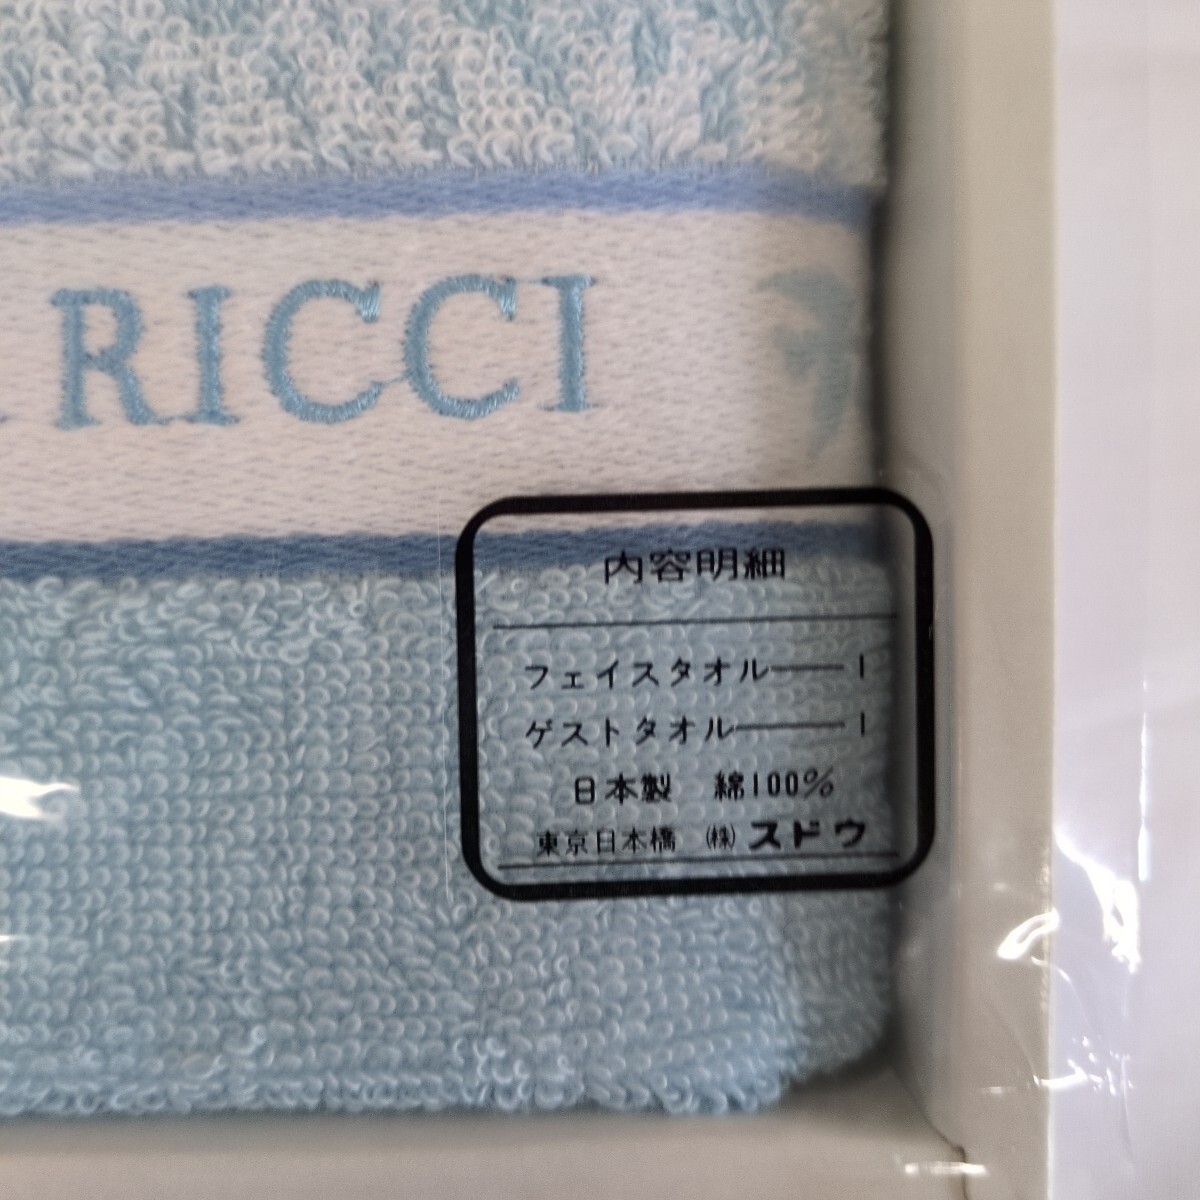 RICCI
内容明細
フェイスタオル――1
ゲストタオル―――1
日本製 綿100%
東京日本橋 ㈱スドウ